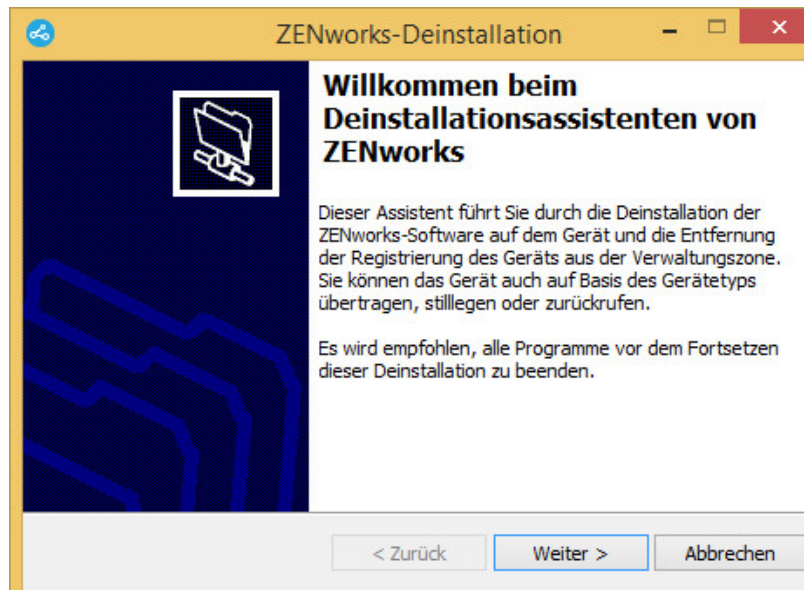 ZENworks-Deinstallation
Willkommen beim
Deinstallationsassistenten von
ZENworks
Dieser Assistent führt Sie durch die Deinstallation der
ZENworks-Software auf dem Gerät und die Entfernung
der Registrierung des Geräts aus der Verwaltungszone.
Sie können das Gerät auch auf Basis des Gerätetyps
übertragen, stilllegen oder zurückrufen.
Es wird empfohlen, alle Programme vor dem Fortsetzen
dieser Deinstallation zu beenden.
< Zurück
Weiter >
Abbrechen